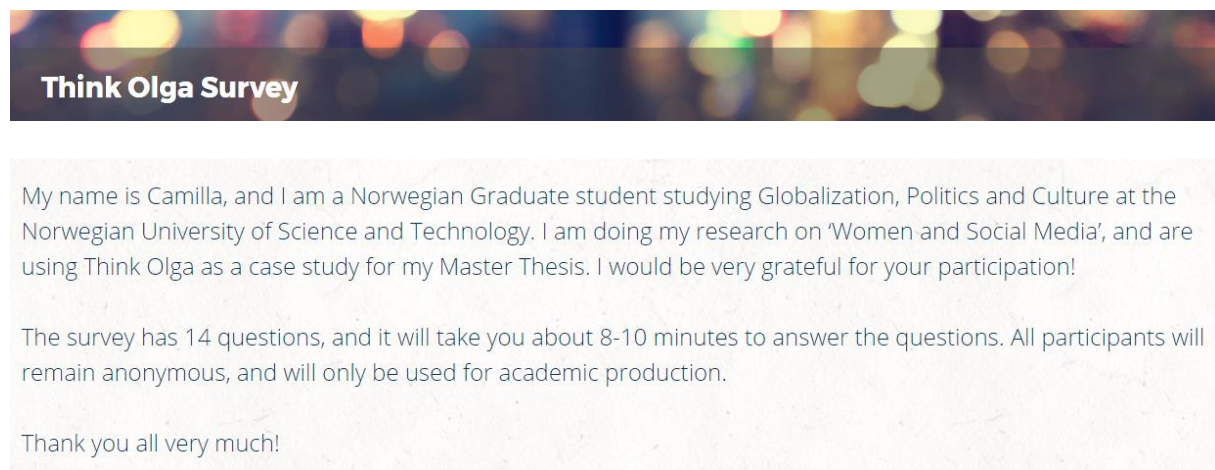 Think Olga Survey
My name is Camilla, and I am a Norwegian Graduate student studying Globalization, Politics and Culture at the
Norwegian University of Science and Technology. I am doing my research on ‘Women and Social Media’, and are
using Think Olga as a case study for my Master Thesis. I would be very grateful for your participation!
The survey has 14 questions, and it will take you about 8-10 minutes to answer the questions. All participants will
remain anonymous, and will only be used for academic production.
Thank you all very much!